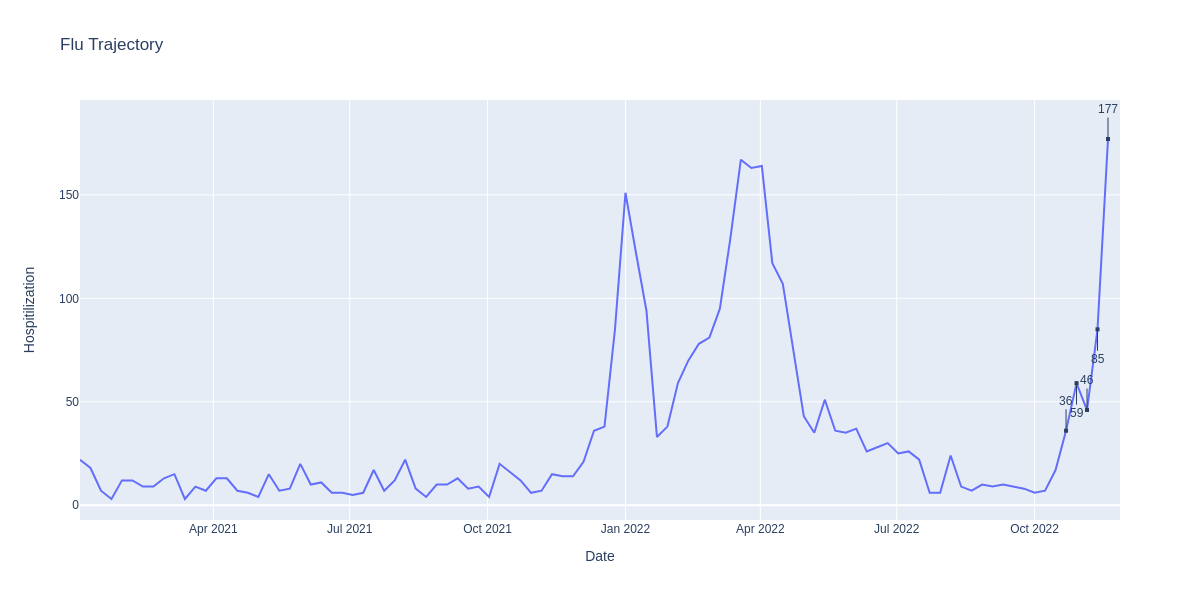 Flu Trajectory
177
150
85
46
36
59
50
100
0
Hospitilization
Apr 2021
Jul 2021
Oct 2021
Jan 2022
Apr 2022
Jul 2022
Oct 2022
Date